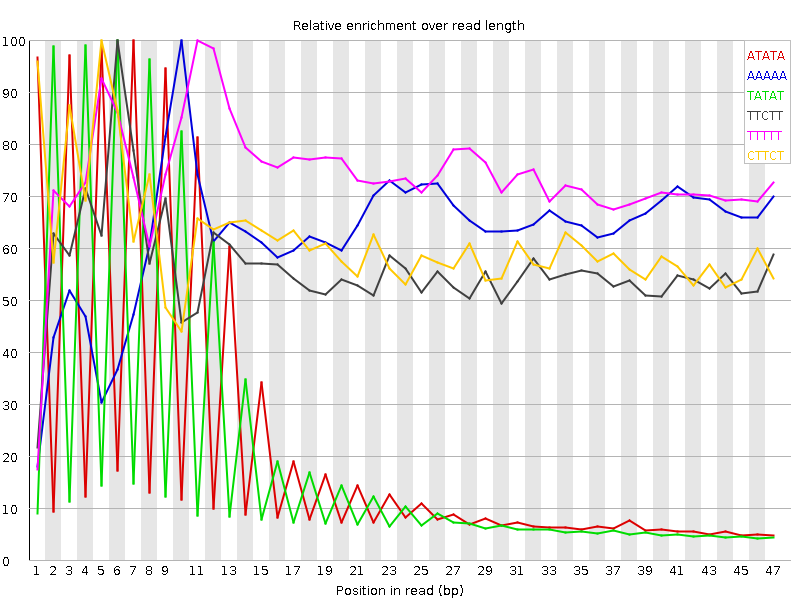 Relative enrichment over read length
100
90
80
70
60
50
40
30
20
10
0
ATATA
AAAAA
TATAT
TTCTT
TTTTT
CTTCT
1 2 3 4 5 6 7 8 9 11 13 15 17 19 21 23 25 27 29 31 33 35 37 39 41 43 45 47
Position in read (bp)